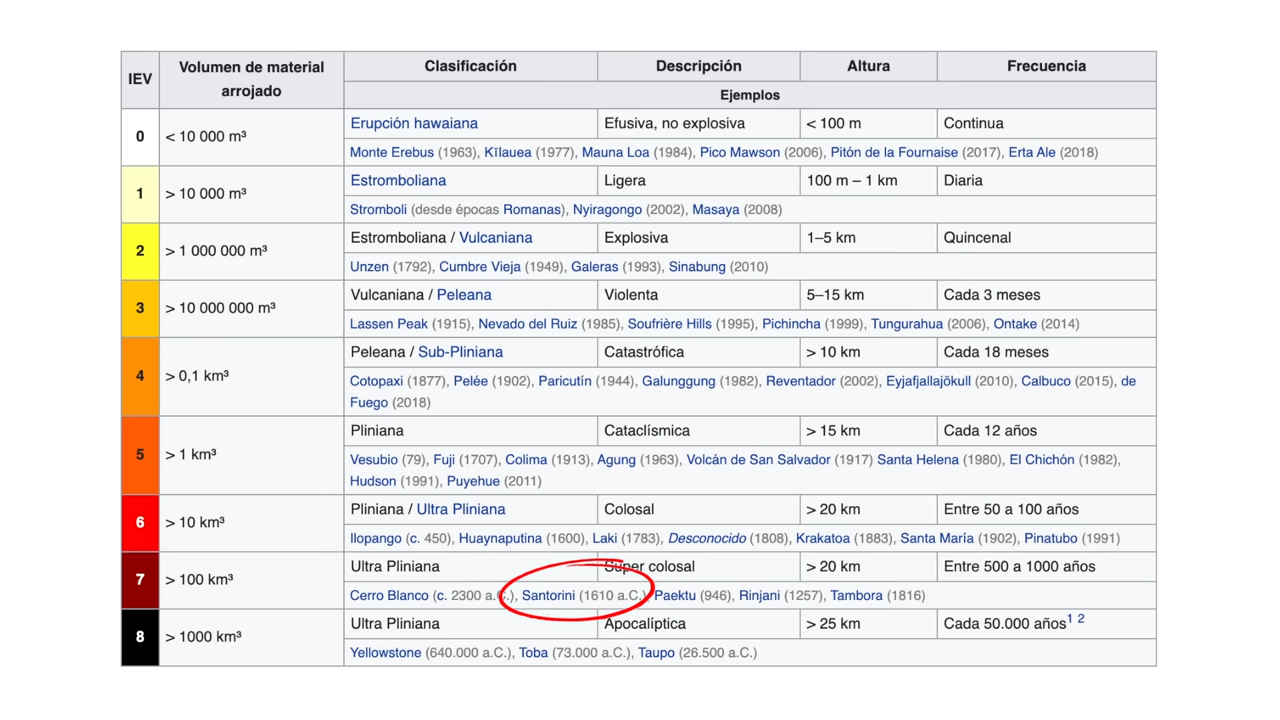 IEV
Volumen de material
arrojado
Clasificación
Descripción
Altura
Frecuencia
Ejemplos
0
< 10 000 m³
Erupción hawaiana
Efusiva, no explosiva
< 100 m
Continua
Monte Erebus (1963), Kīlauea (1977), Mauna Loa (1984), Pico Mawson (2006), Pitón de la Fournaise (2017), Erta Ale (2018)
1
> 10 000 m³
Estromboliana
Ligera
100 m – 1 km
Diaria
Stromboli (desde épocas Romanas), Nyiragongo (2002), Masaya (2008)
2
> 1 000 000 m³
Estromboliana / Vulcaniana
Explosiva
1–5 km
Quincenal
Unzen (1792), Cumbre Vieja (1949), Galeras (1993), Sinabung (2010)
3
> 10 000 000 m³
Vulcaniana / Peleana
Violenta
5–15 km
Cada 3 meses
Lassen Peak (1915), Nevado del Ruiz (1985), Soufrière Hills (1995), Pichincha (1999), Tungurahua (2006), Ontake (2014)
4
> 0,1 km³
Peleana / Sub-Pliniana
Catastrófica
> 10 km
Cada 18 meses
Cotopaxi (1877), Pelée (1902), Paricutín (1944), Galunggung (1982), Reventador (2002), Eyjafjallajökull (2010), Calbuco (2015), de
Fuego (2018)
5
> 1 km³
Pliniana
Cataclísmica
> 15 km
Cada 12 años
Vesubio (79), Fuji (1707), Colima (1913), Agung (1963), Volcán de San Salvador (1917) Santa Helena (1980), El Chichón (1982),
Hudson (1991), Puyehue (2011)
6
> 10 km³
Pliniana / Ultra Pliniana
Colosal
> 20 km
Entre 50 a 100 años
Ilopango (c. 450), Huaynaputina (1600), Laki (1783), Desconocido (1808), Krakatoa (1883), Santa María (1902), Pinatubo (1991)
7
> 100 km³
Ultra Pliniana
Súper colosal
> 20 km
Entre 500 a 1000 años
Cerro Blanco (c. 2300 a.C.), Santorini (1610 a.C.), Paektu (946), Rinjani (1257), Tambora (1816)
8
> 1000 km³
Ultra Pliniana
Apocalíptica
> 25 km
Cada 50.000 años1 2
Yellowstone (640.000 a.C.), Toba (73.000 a.C.), Taupo (26.500 a.C.)